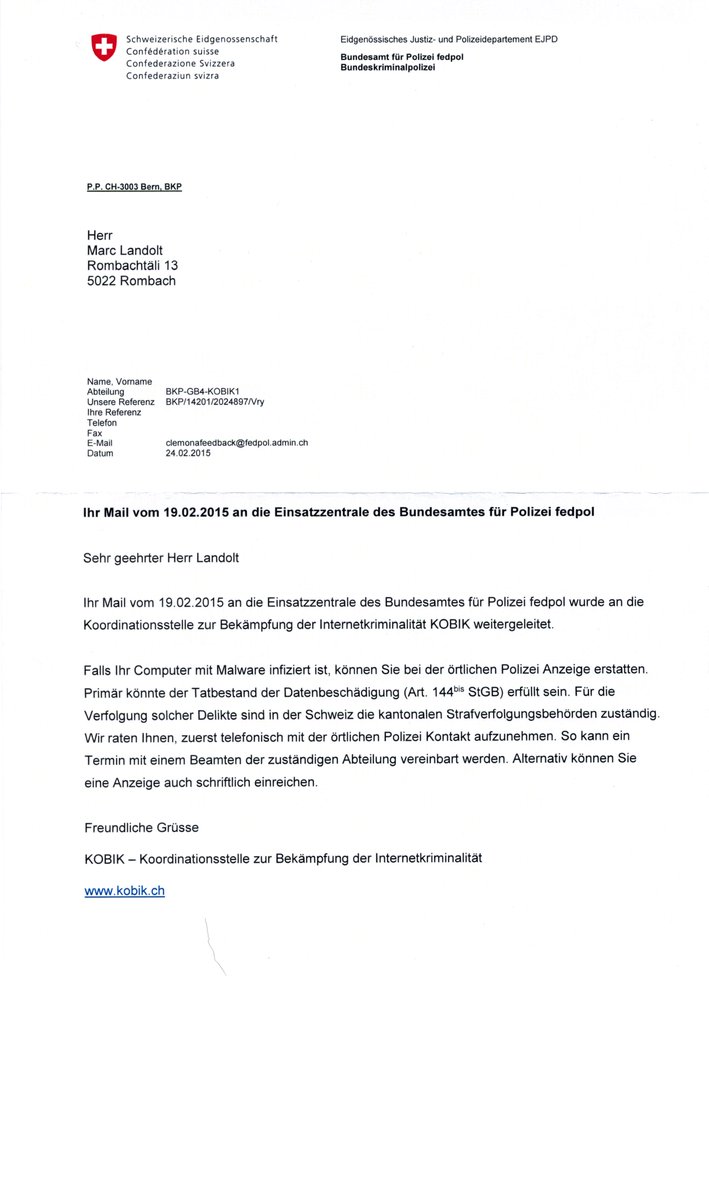 Schweizerische Eidgenossenschaft
Confédération suisse
Confederazione Svizzera
Confederaziun svizra
Eidgenössisches Justiz- und Polizeidepartement EJPD
Bundesamt für Polizei fedpol
Bundeskriminalpolizei
P.P. CH-3003 Bern, BKP
Herr
Marc Landolt
Rombachtäli 13
5022 Rombach
Name, Vorname
Abteilung BKP-GB4-KOBIK1
Unsere Referenz BKP/14201/2024897/Vry
Ihre Referenz
Telefon
Fax
E-Mail clemonafeedback@fedpol.admin.ch
Datum 24.02.2015
Ihr Mail vom 19.02.2015 an die Einsatzzentrale des Bundesamtes für Polizei fedpol
Sehr geehrter Herr Landolt
Ihr Mail vom 19.02.2015 an die Einsatzzentrale des Bundesamtes für Polizei fedpol wurde an die
Koordinationsstelle zur Bekämpfung der Internetkriminalität KOBIK weitergeleitet.
Falls Ihr Computer mit Malware infiziert ist, können Sie bei der örtlichen Polizei Anzeige erstatten.
Primär könnte der Tatbestand der Datenbeschädigung (Art. 144bis StGB) erfüllt sein. Für die
Verfolgung solcher Delikte sind in der Schweiz die kantonalen Strafverfolgungsbehörden zuständig.
Wir raten Ihnen, zuerst telefonisch mit der örtlichen Polizei Kontakt aufzunehmen. So kann ein
Termin mit einem Beamten der zuständigen Abteilung vereinbart werden. Alternativ können Sie
eine Anzeige auch schriftlich einreichen.
Freundliche Grüsse
KOBIK – Koordinationsstelle zur Bekämpfung der Internetkriminalität
www.kobik.ch